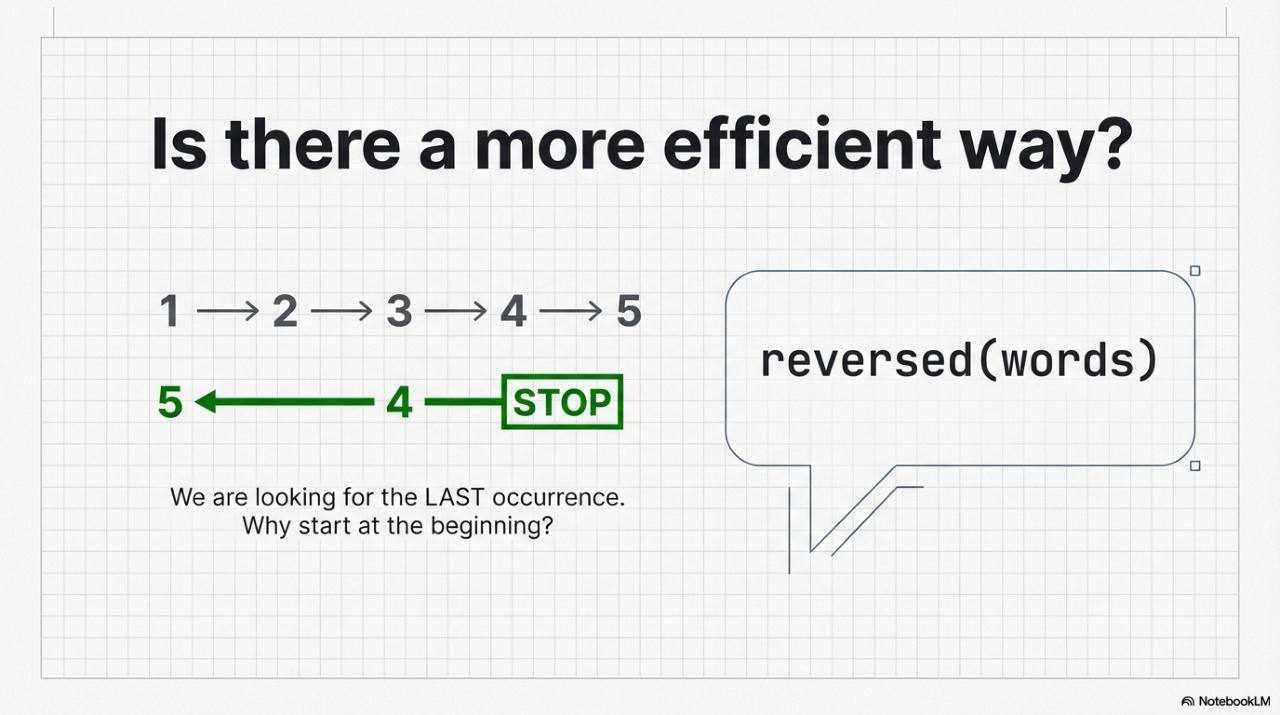 Is there a more efficient way?
1 → 2 → 3 → 4 → 5
5 ← 4 — STOP
We are looking for the LAST occurrence.
Why start at the beginning?
reversed(words)
NotebookLM